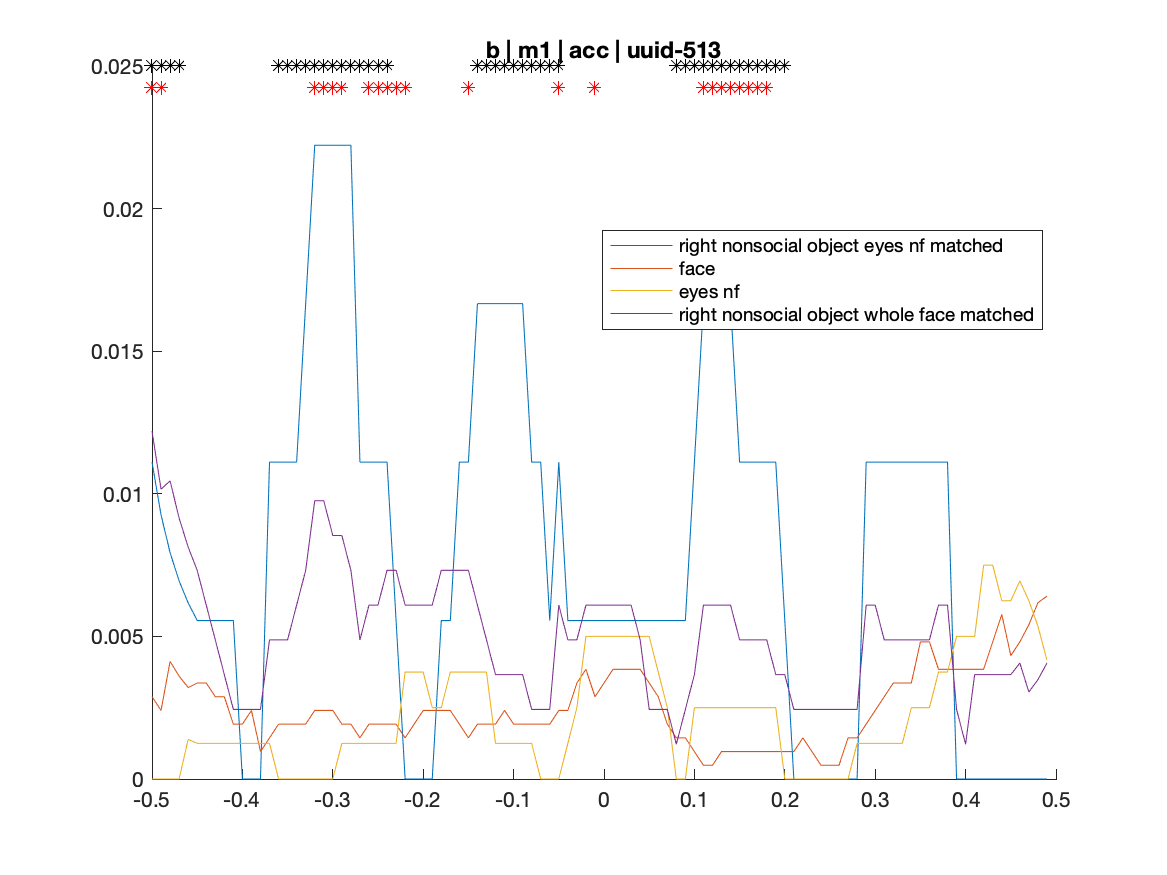 b | m1 | acc | uuid-513
0.025
0.02
0.015
0.01
0.005
0
-0.5 -0.4 -0.3 -0.2 -0.1 0 0.1 0.2 0.3 0.4 0.5
right nonsocial object eyes nf matched
face
eyes nf
right nonsocial object whole face matched